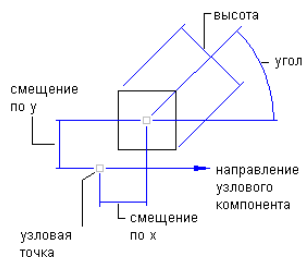 высота
угол
смещение
по y
направление
узлового
компонента
смещение
по x
узловая
точка